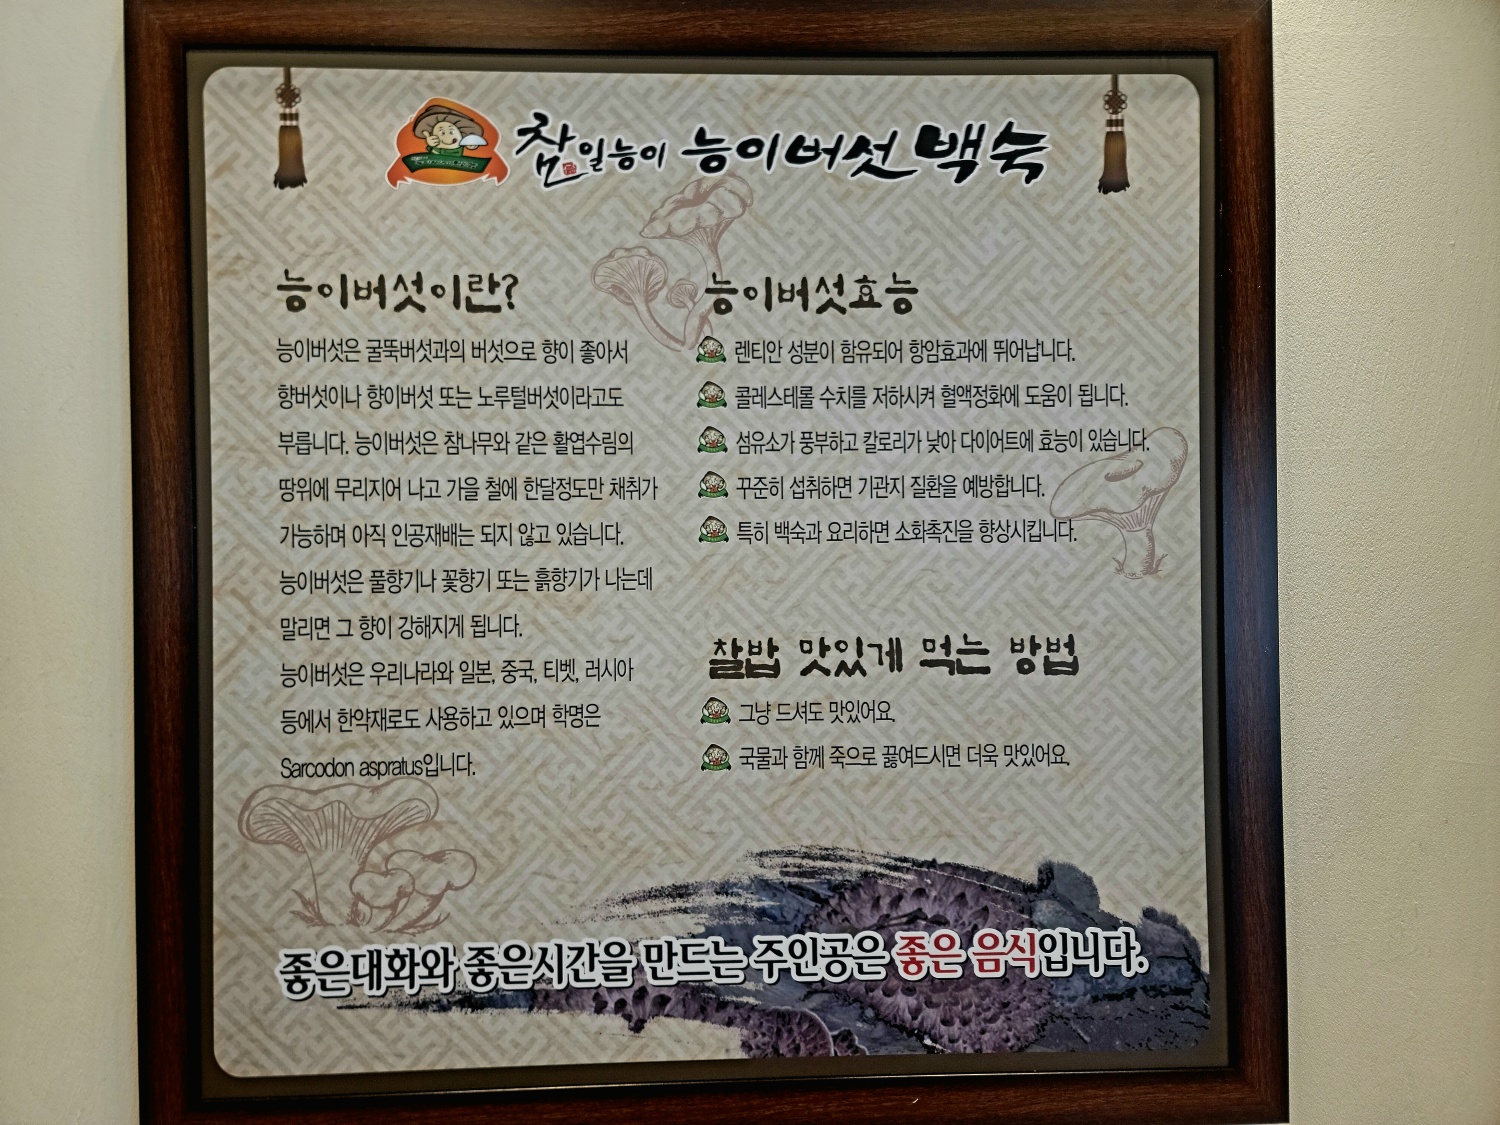 참일능이 능이버섯백숙
능이버섯이란?
능이버섯은 굴뚝버섯과의 버섯으로 향이 좋아서
향버섯이나 향이버섯 또는 노루털버섯이라고도
부릅니다. 능이버섯은 참나무와 같은 활엽수림의
땅위에 무리지어 나고 가을 철에 한달정도만 채취가
가능하며 아직 인공재배는 되지 않고 있습니다.
능이버섯은 풀향기나 꽃향기 또는 흙향기가 나는데
말리면 그 향이 강해지게 됩니다.
능이버섯은 우리나라와 일본, 중국, 티벳, 러시아
등에서 한약재로도 사용하고 있으며 학명은
Sarcodon aspratus입니다.
능이버섯효능
렌티안 성분이 함유되어 항암효과에 뛰어납니다.
콜레스테롤 수치를 저하시켜 혈액정화에 도움이 됩니다.
섬유소가 풍부하고 칼로리가 낮아 다이어트에 효능이 있습니다.
꾸준히 섭취하면 기관지 질환을 예방합니다.
특히 백숙과 요리하면 소화촉진을 향상시킵니다.
찰밥 맛있게 먹는 방법
그냥 드셔도 맛있어요.
국물과 함께 죽으로 끓여드시면 더욱 맛있어요.
좋은대화와 좋은시간을 만드는 주인공은 좋은 음식입니다.